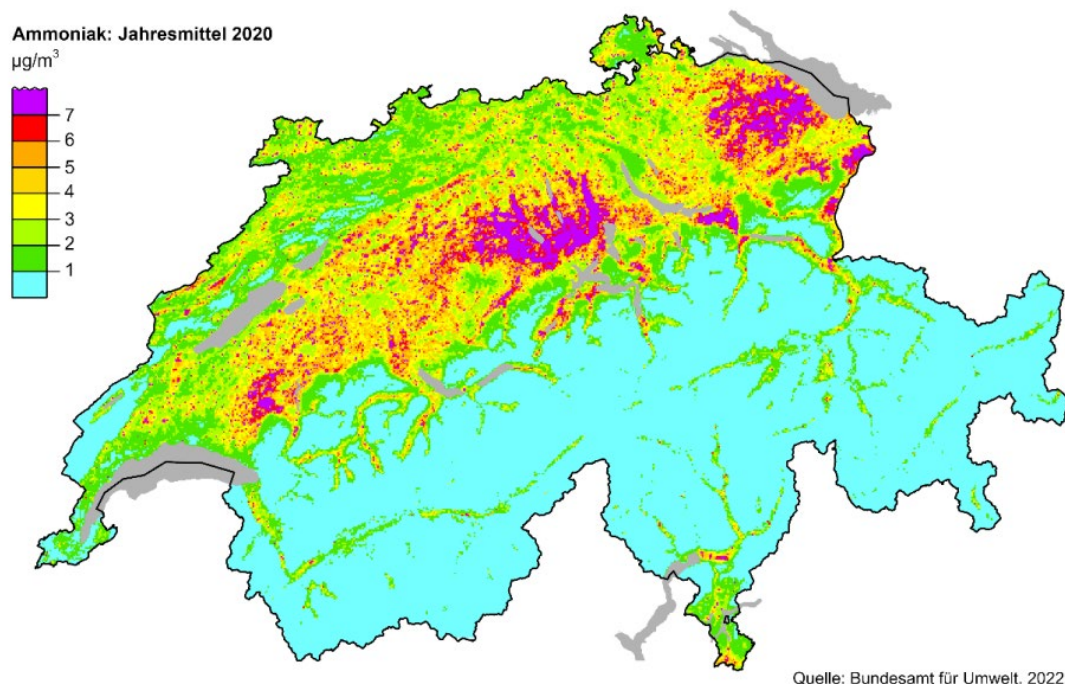 Ammoniak: Jahresmittel 2020
µg/m³
7
6
5
4
3
2
1
Quelle: Bundesamt für Umwelt, 2022